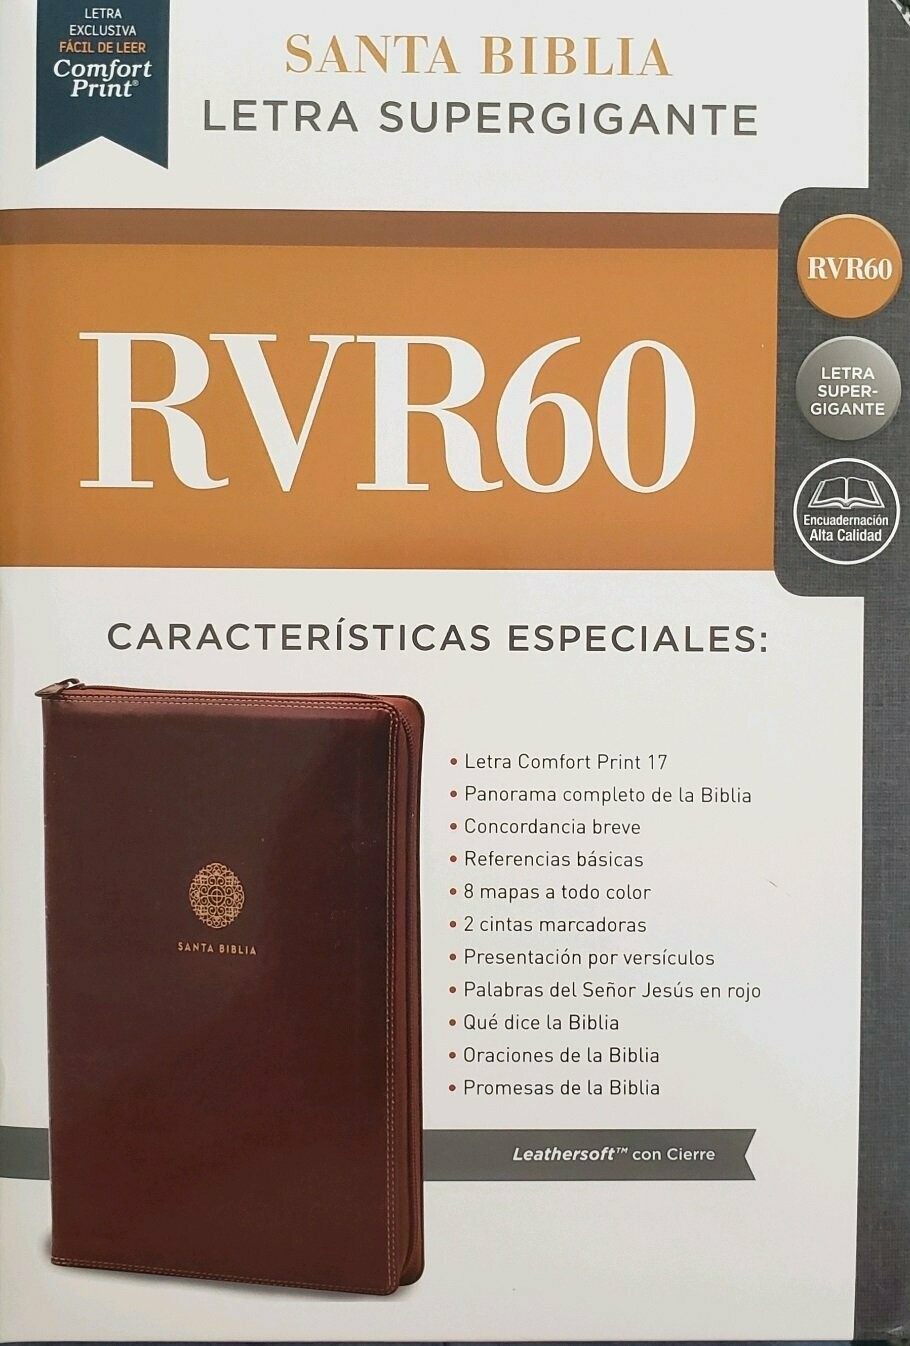 LETRA
EXCLUSIVA
FÁCIL DE LEER
Comfort
Print®
SANTA BIBLIA
LETRA SUPERGIGANTE
RVR60
RVR60
LETRA
SUPER-
GIGANTE
Encuadernación
Alta Calidad
CARACTERÍSTICAS ESPECIALES:
SANTA BIBLIA
• Letra Comfort Print 17
• Panorama completo de la Biblia
• Concordancia breve
• Referencias básicas
• 8 mapas a todo color
• 2 cintas marcadoras
• Presentación por versículos
• Palabras del Señor Jesús en rojo
• Qué dice la Biblia
• Oraciones de la Biblia
• Promesas de la Biblia
Leathersoft™ con Cierre